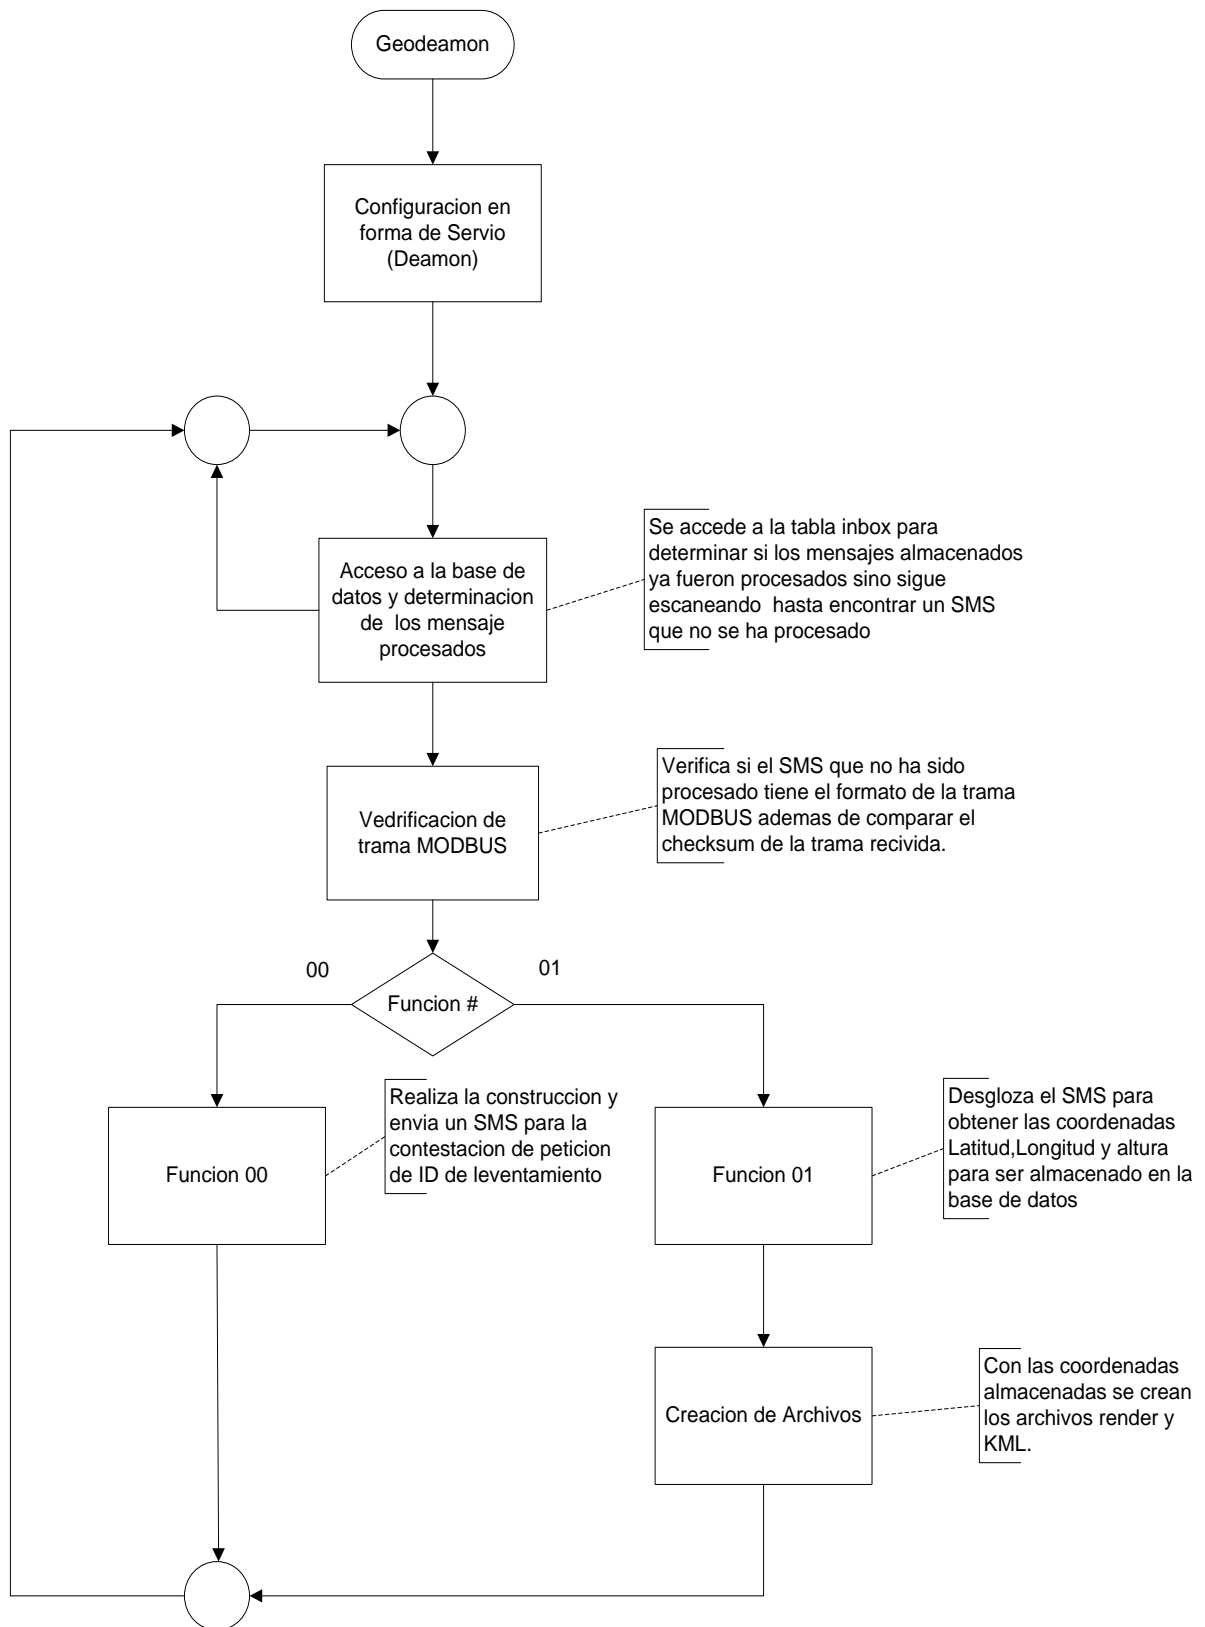 Geodeamon
Configuracion en
forma de Servio
(Deamon)
Acceso a la base de
datos y determinacion
de  los mensaje
procesados
Se accede a la tabla inbox para
determinar si los mensajes almacenados
ya fueron procesados sino sigue
escaneando  hasta encontrar un SMS
que no se ha procesado
Vedrificacion de
trama MODBUS
Verifica si el SMS que no ha sido
procesado tiene el formato de la trama
MODBUS ademas de comparar el
checksum de la trama recivida.
00
01
Funcion #
Funcion 00
Realiza la construccion y
envia un SMS para la
contestacion de peticion
de ID de leventamiento
Funcion 01
Desgloza el SMS para
obtener las coordenadas
Latitud,Longitud y altura
para ser almacenado en la
base de datos
Creacion de Archivos
Con las coordenadas
almacenadas se crean
los archivos render y
KML.